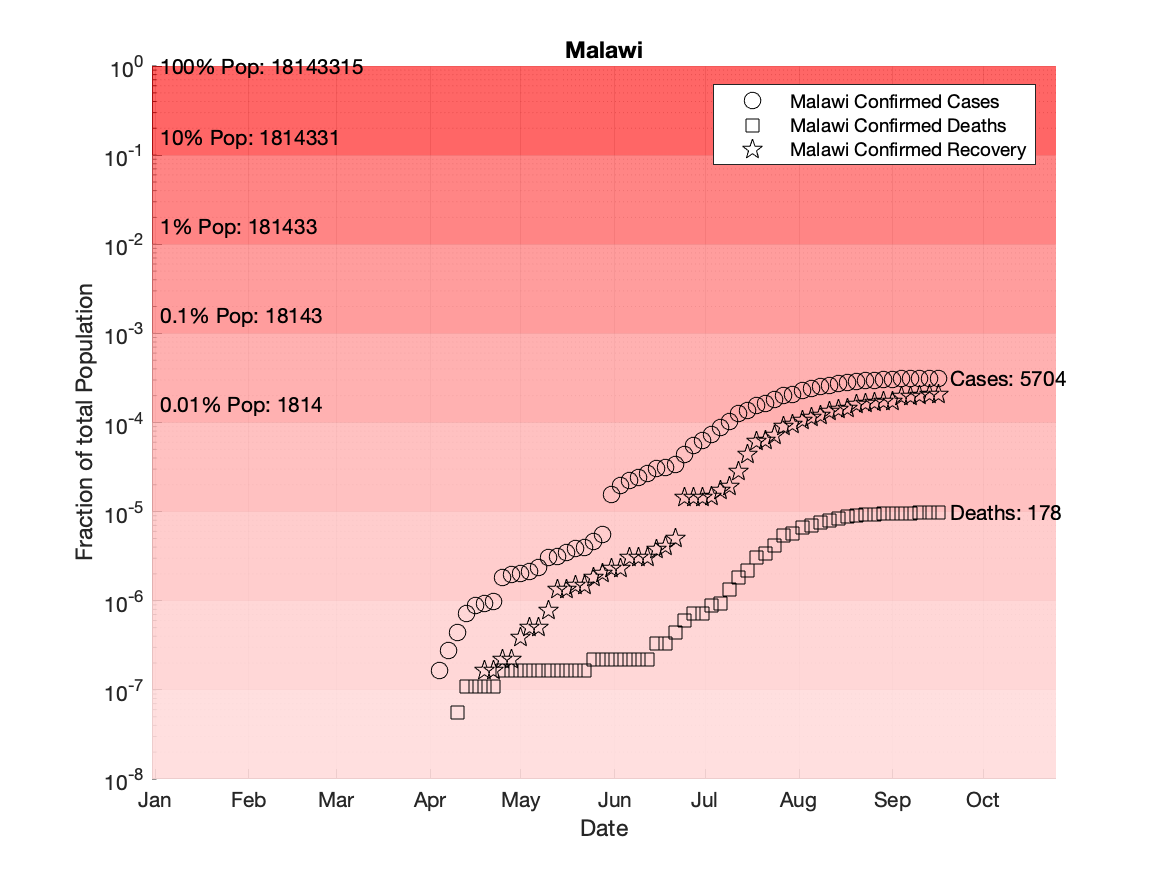 Malawi
10^0
100% Pop: 18143315
Malawi Confirmed Cases
Malawi Confirmed Deaths
Malawi Confirmed Recovery
10% Pop: 1814331
10^-1
1% Pop: 181433
10^-2
0.1% Pop: 18143
10^-3
Cases: 5704
0.01% Pop: 1814
10^-4
10^-5
Deaths: 178
10^-6
10^-7
10^-8
Fraction of total Population
Jan Feb Mar Apr May Jun Jul Aug Sep Oct
Date